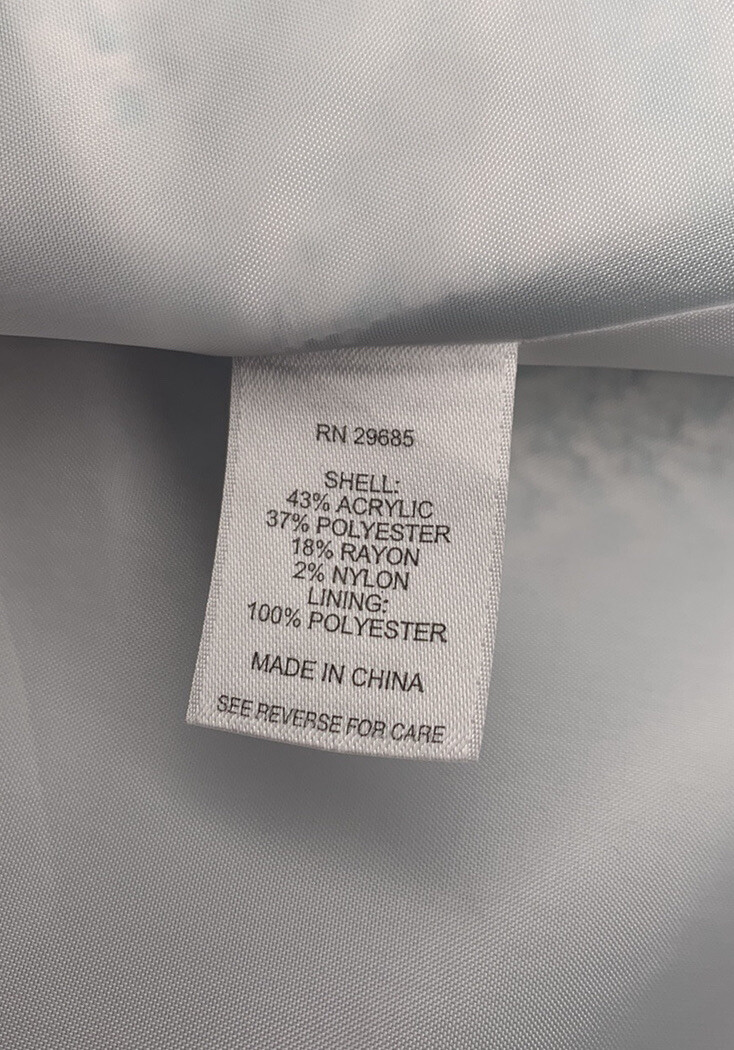 RN 29685
SHELL:
43% ACRYLIC
37% POLYESTER
18% RAYON
2% NYLON
LINING:
100% POLYESTER
MADE IN CHINA
SEE REVERSE FOR CARE